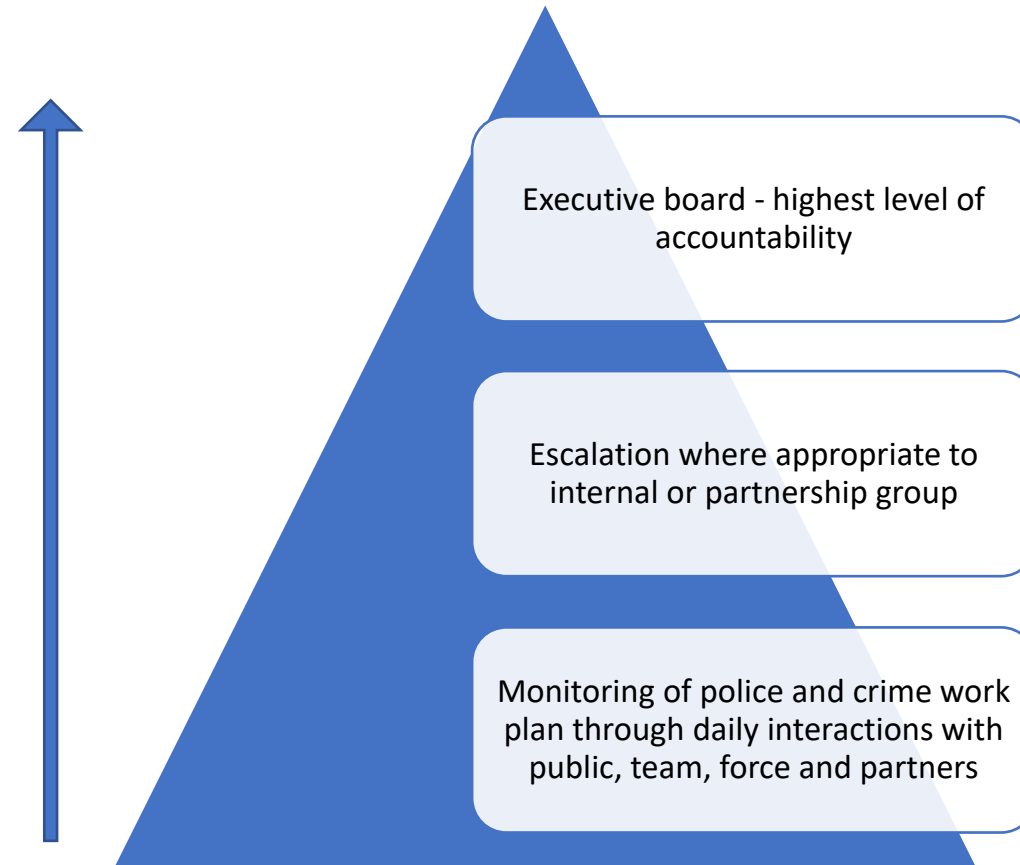 Executive board - highest level of
accountability
Escalation where appropriate to
internal or partnership group
Monitoring of police and crime work
plan through daily interactions with
public, team, force and partners